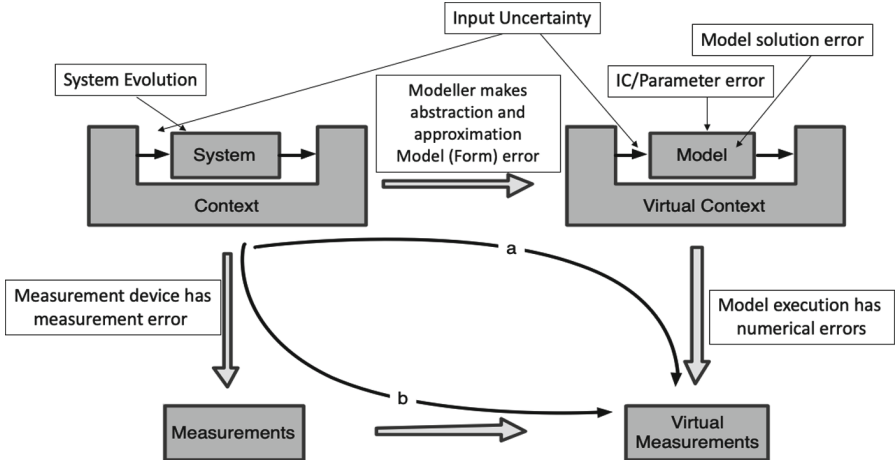 Input Uncertainty
Model solution error
System Evolution
IC/Parameter error
Modeller makes
abstraction and
approximation
Model (Form) error
System
Context
Model
Virtual Context
a
Measurement device has
measurement error
Model execution has
numerical errors
b
Measurements
Virtual
Measurements